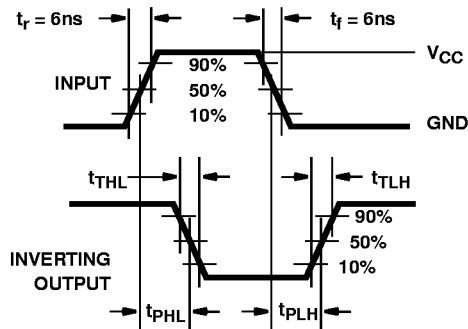 tr = 6ns
tf = 6ns
VCC
90%
INPUT
50%
10%
GND
tTHL
tTLH
90%
50%
INVERTING
OUTPUT
10%
tPHL
tPLH